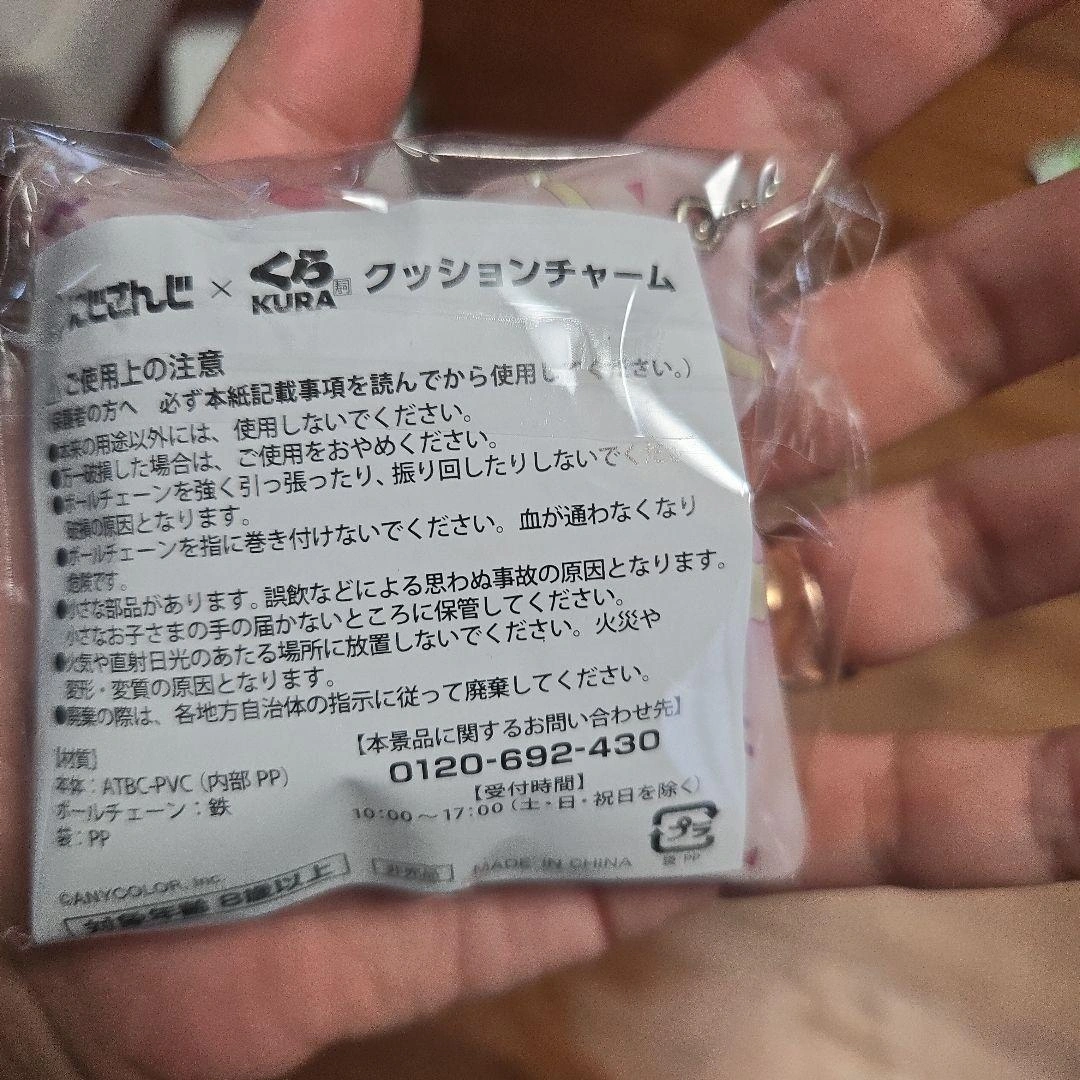 にじさんじ × くら KURA 寿司 クッションチャーム
ご使用上の注意
保護者の方へ 必ず本紙記載事項を読んでから使用してください。)
●本来の用途以外には、使用しないでください。
●万一破損した場合は、ご使用をおやめください。
●ボールチェーンを強く引っ張ったり、振り回したりしないでください
破損の原因となります。
●ボールチェーンを指に巻き付けないでください。血が通わなくなり
危険です。
●小さな部品があります。誤飲などによる思わぬ事故の原因となります。
小さなお子さまの手の届かないところに保管してください。
●火気や直射日光のあたる場所に放置しないでください。火災や
変形・変質の原因となります。
●廃棄の際は、各地方自治体の指示に従って廃棄してください。
【材質】
本体:ATBC-PVC(内部PP)
ボールチェーン:鉄
袋:PP
【本景品に関するお問い合わせ先】
0120-692-430
【受付時間】
10:00~17:00(土・日・祝日を除く)
プラ
袋 PP
©ANYCOLOR, Inc.
対象年齢 8歳以上
非売品
MADE IN CHINA